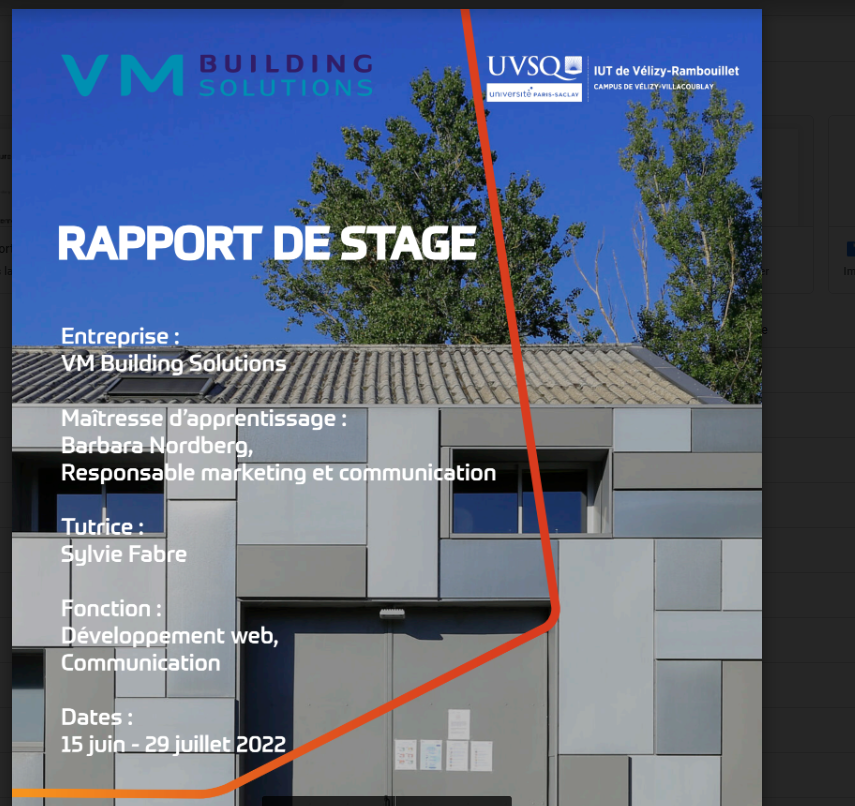 VM BUILDING
SOLUTIONS
UVSQ
université PARIS-SACLAY
IUT de Vélizy-Rambouillet
CAMPUS DE VÉLIZY-VILLACOUBLAY
RAPPORT DE STAGE
Entreprise :
VM Building Solutions
Maîtresse d'apprentissage :
Barbara Nordberg,
Responsable marketing et communication
Tutrice :
Sylvie Fabre
Fonction :
Développement web,
Communication
Dates :
15 juin - 29 juillet 2022